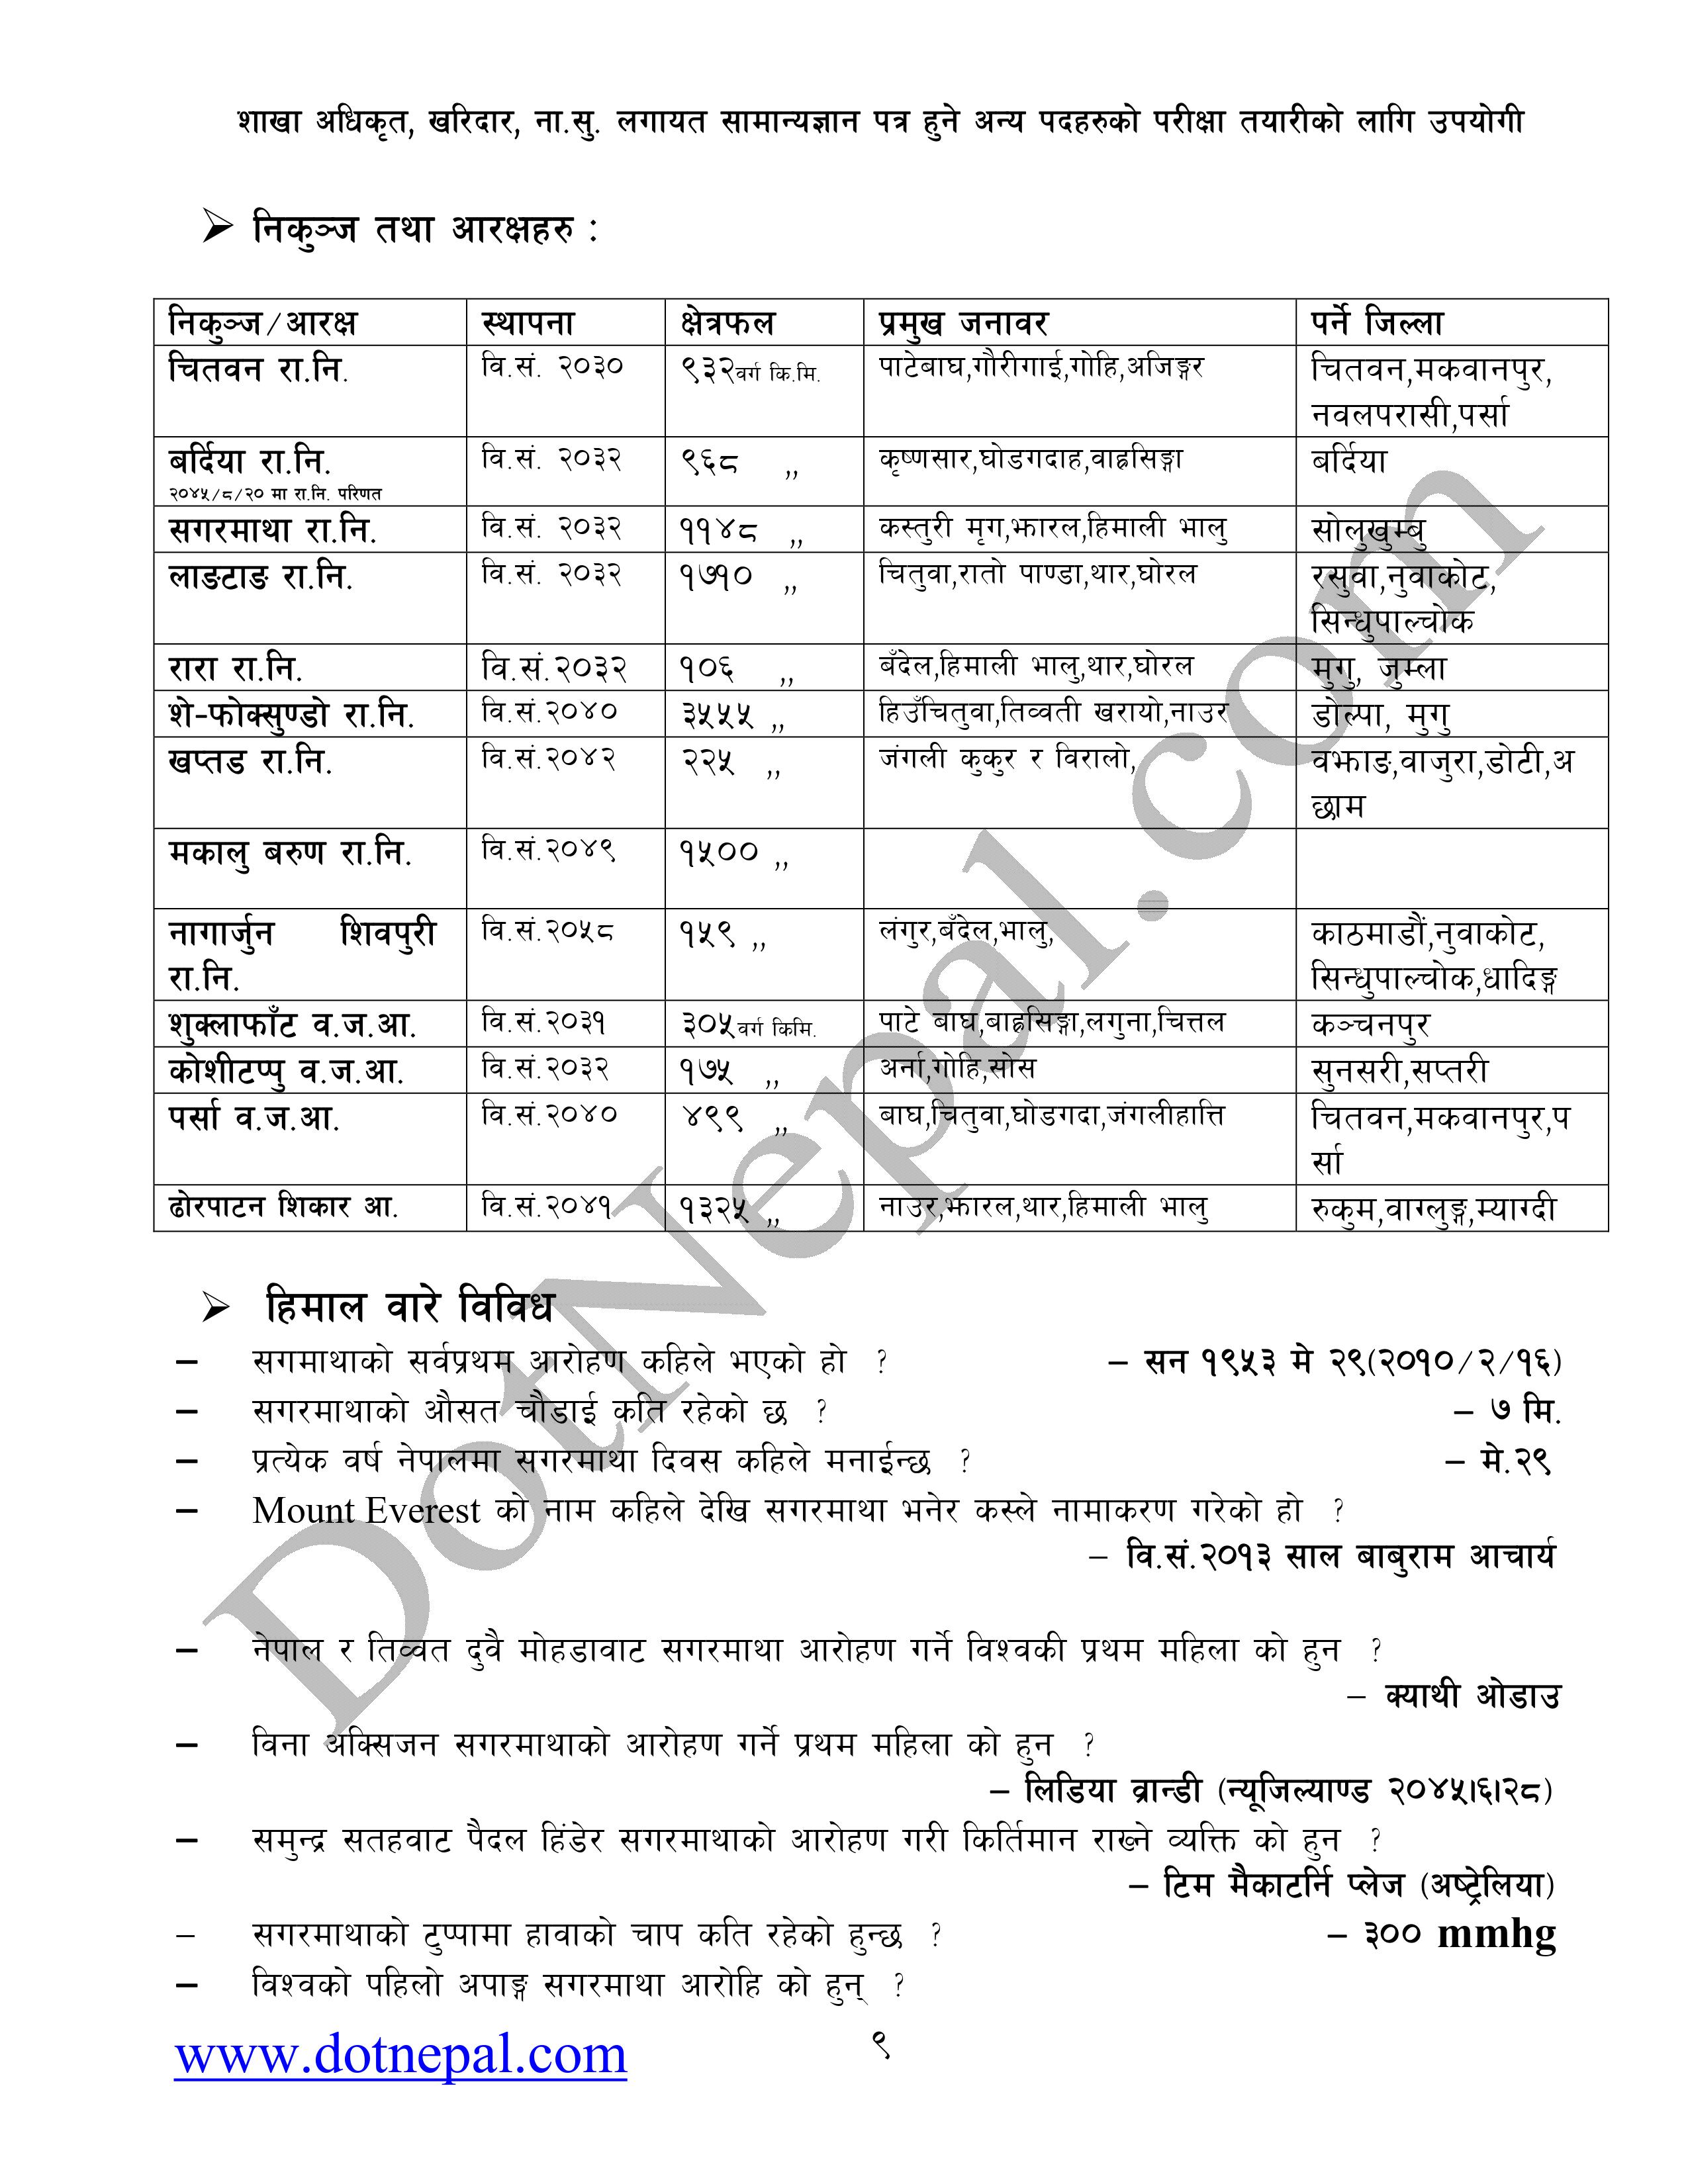 शाखा अधिकृत, खरिदार, ना.सु. लगायत सामान्यज्ञान पत्र हुने अन्य पदहरुको परीक्षा तयारीको लागि उपयोगी
➢ निकुञ्ज तथा आरक्षहरु :
निकुञ्ज/आरक्ष स्थापना क्षेत्रफल प्रमुख जनावर पर्ने जिल्ला
चितवन रा.नि. वि.सं. २०३० ९३२वर्ग कि.मि. पाटेबाघ,गौरीगाई,गोहि,अजिङ्गर चितवन,मकवानपुर,
नवलपरासी,पर्सा
बर्दिया रा.नि. वि.सं. २०३२ ९६८ ,, कृष्णसार,घोडगदाह,वाह्रसिङ्गा बर्दिया
२०४५/८/२० मा रा.नि. परिणत
सगरमाथा रा.नि. वि.सं. २०३२ ११४८ ,, कस्तुरी मृग,झारल,हिमाली भालु सोलुखुम्बु
लाङटाङ रा.नि. वि.सं. २०३२ १७१० ,, चितुवा,रातो पाण्डा,थार,घोरल रसुवा,नुवाकोट,
सिन्धुपाल्चोक
रारा रा.नि. वि.सं.२०३२ १०६ ,, बँदेल,हिमाली भालु,थार,घोरल मुगु, जुम्ला
शे-फोक्सुण्डो रा.नि. वि.सं.२०४० ३५५५ ,, हिउँचितुवा,तिव्वती खरायो,नाउर डोल्पा, मुगु
खप्तड रा.नि. वि.सं.२०४२ २२५ ,, जंगली कुकुर र विरालो, वझाङ,वाजुरा,डोटी,अ
छाम
मकालु बरुण रा.नि. वि.सं.२०४९ १५०० ,,
नागार्जुन शिवपुरी वि.सं.२०५८ १५९ ,, लंगुर,बँदेल,भालु, काठमाडौं,नुवाकोट,
रा.नि. सिन्धुपाल्चोक,धादिङ्ग
शुक्लाफाँट व.ज.आ. वि.सं.२०३१ ३०५वर्ग किमि. पाटे बाघ,बाह्रसिङ्गा,लगुना,चित्तल कञ्चनपुर
कोशीटप्पु व.ज.आ. वि.सं.२०३२ १७५ ,, अर्ना,गोहि,सोस सुनसरी,सप्तरी
पर्सा व.ज.आ. वि.सं.२०४० ४९९ ,, बाघ,चितुवा,घोडगदा,जंगलीहात्ति चितवन,मकवानपुर,प
र्सा
ढोरपाटन शिकार आ. वि.सं.२०४१ १३२५ ,, नाउर,झारल,थार,हिमाली भालु रुकुम,वाग्लुङ्ग,म्याग्दी
➢ हिमाल वारे विविध
– सगमाथाको सर्वप्रथम आरोहण कहिले भएको हो ? – सन १९५३ मे २९(२०१०/२/१६)
– सगरमाथाको औसत चौडाई कति रहेको छ ? – ७ मि.
– प्रत्येक वर्ष नेपालमा सगरमाथा दिवस कहिले मनाईन्छ ? – मे.२९
– Mount Everest को नाम कहिले देखि सगरमाथा भनेर कस्ले नामाकरण गरेको हो ?
– वि.सं.२०१३ साल बाबुराम आचार्य
– नेपाल र तिव्वत दुवै मोहडावाट सगरमाथा आरोहण गर्ने विश्वकी प्रथम महिला को हुन ?
– क्याथी ओडाउ
– विना अक्सिजन सगरमाथाको आरोहण गर्ने प्रथम महिला को हुन ?
– लिडिया व्रान्डी (न्यूजिल्याण्ड २०४५।६।२८)
– समुन्द्र सतहवाट पैदल हिंडेर सगरमाथाको आरोहण गरी किर्तिमान राख्ने व्यक्ति को हुन ?
– टिम मैकाटर्नि प्लेज (अष्ट्रेलिया)
– सगरमाथाको टुप्पामा हावाको चाप कति रहेको हुन्छ ? – ३०० mmhg
– विश्वको पहिलो अपाङ्ग सगरमाथा आरोहि को हुन् ?
www.dotnepal.com ९
DotNepal.com